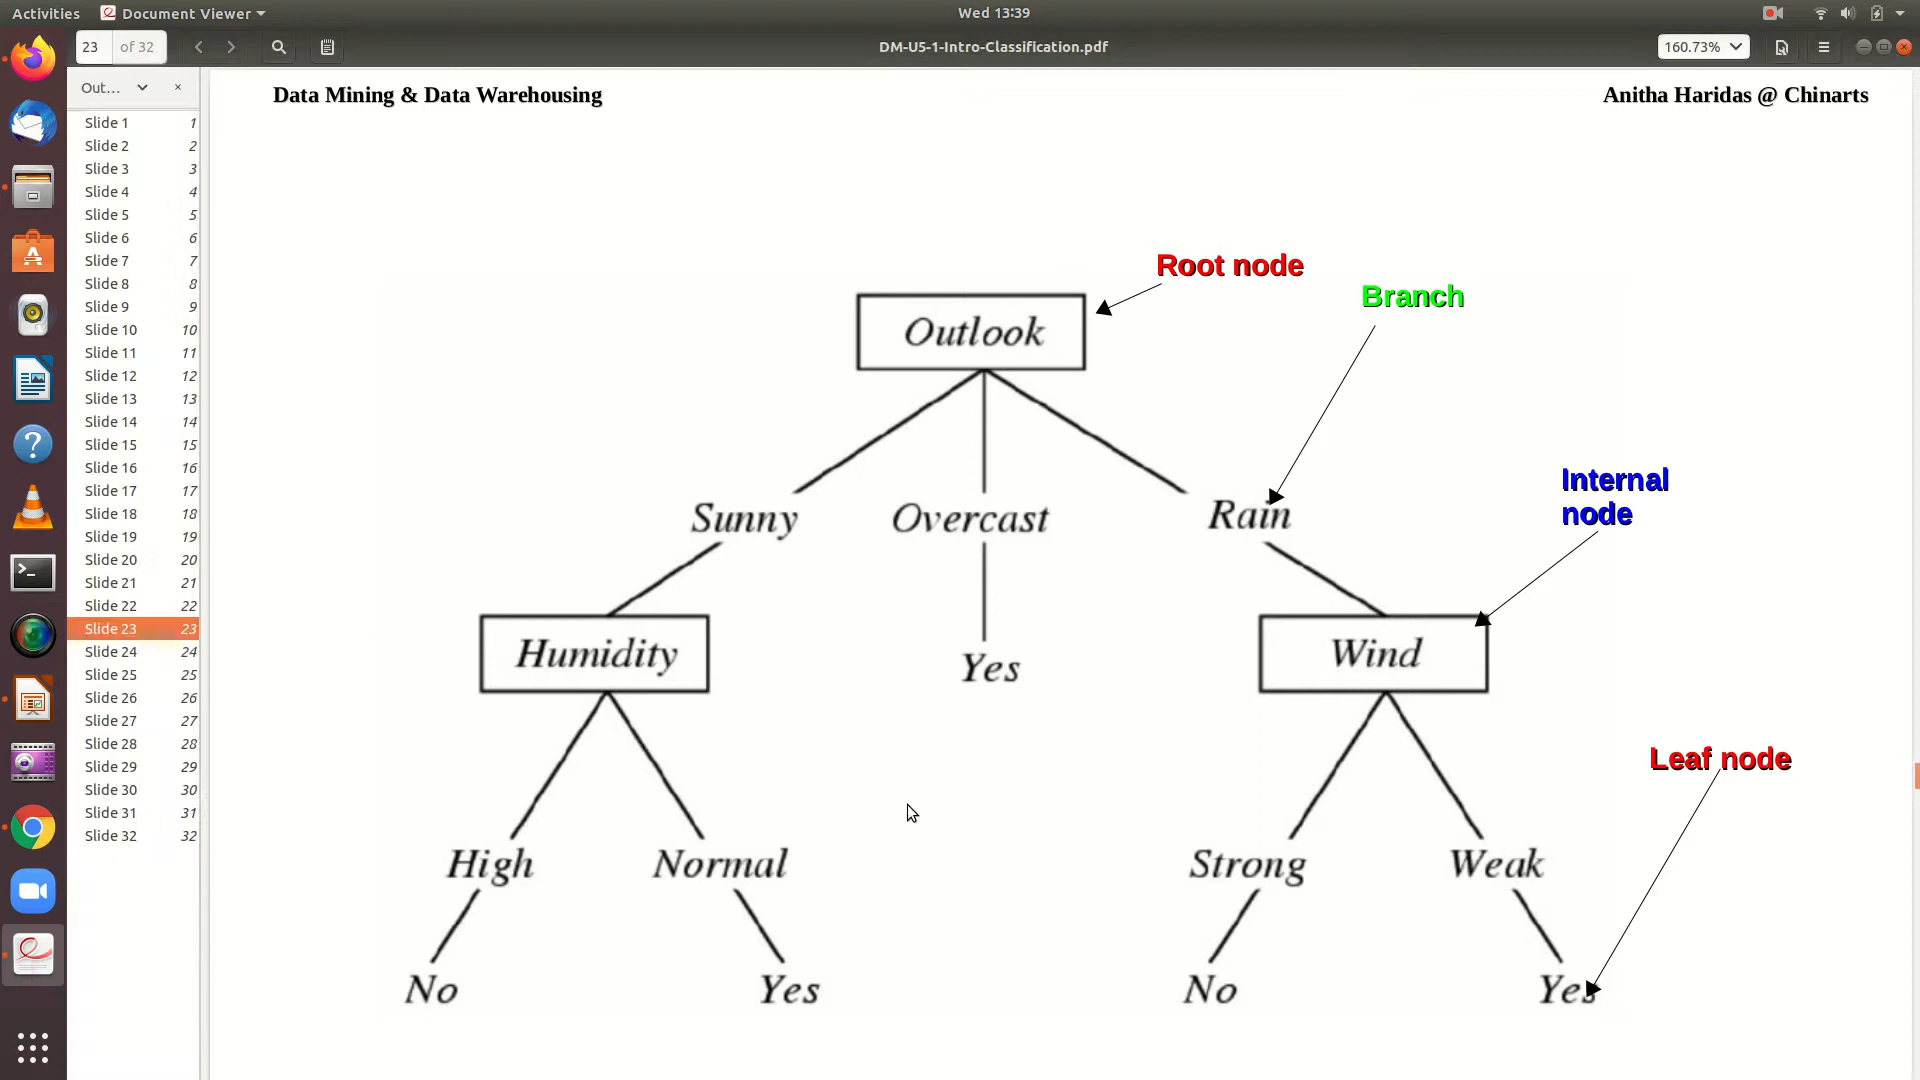 Activities
Document Viewer
Wed 13:39
23
of 32
DM-U5-1-Intro-Classification.pdf
160.73%
Out...
×
Slide 1 1
Slide 2 2
Slide 3 3
Slide 4 4
Slide 5 5
Slide 6 6
Slide 7 7
Slide 8 8
Slide 9 9
Slide 10 10
Slide 11 11
Slide 12 12
Slide 13 13
Slide 14 14
Slide 15 15
Slide 16 16
Slide 17 17
Slide 18 18
Slide 19 19
Slide 20 20
Slide 21 21
Slide 22 22
Slide 23 23
Slide 24 24
Slide 25 25
Slide 26 26
Slide 27 27
Slide 28 28
Slide 29 29
Slide 30 30
Slide 31 31
Slide 32 32
Data Mining & Data Warehousing
Anitha Haridas @ Chinarts
Root node
Branch
Outlook
Internal
node
Sunny
Overcast
Rain
Humidity
Yes
Wind
Leaf node
High
Normal
Strong
Weak
No
Yes
No
Yes